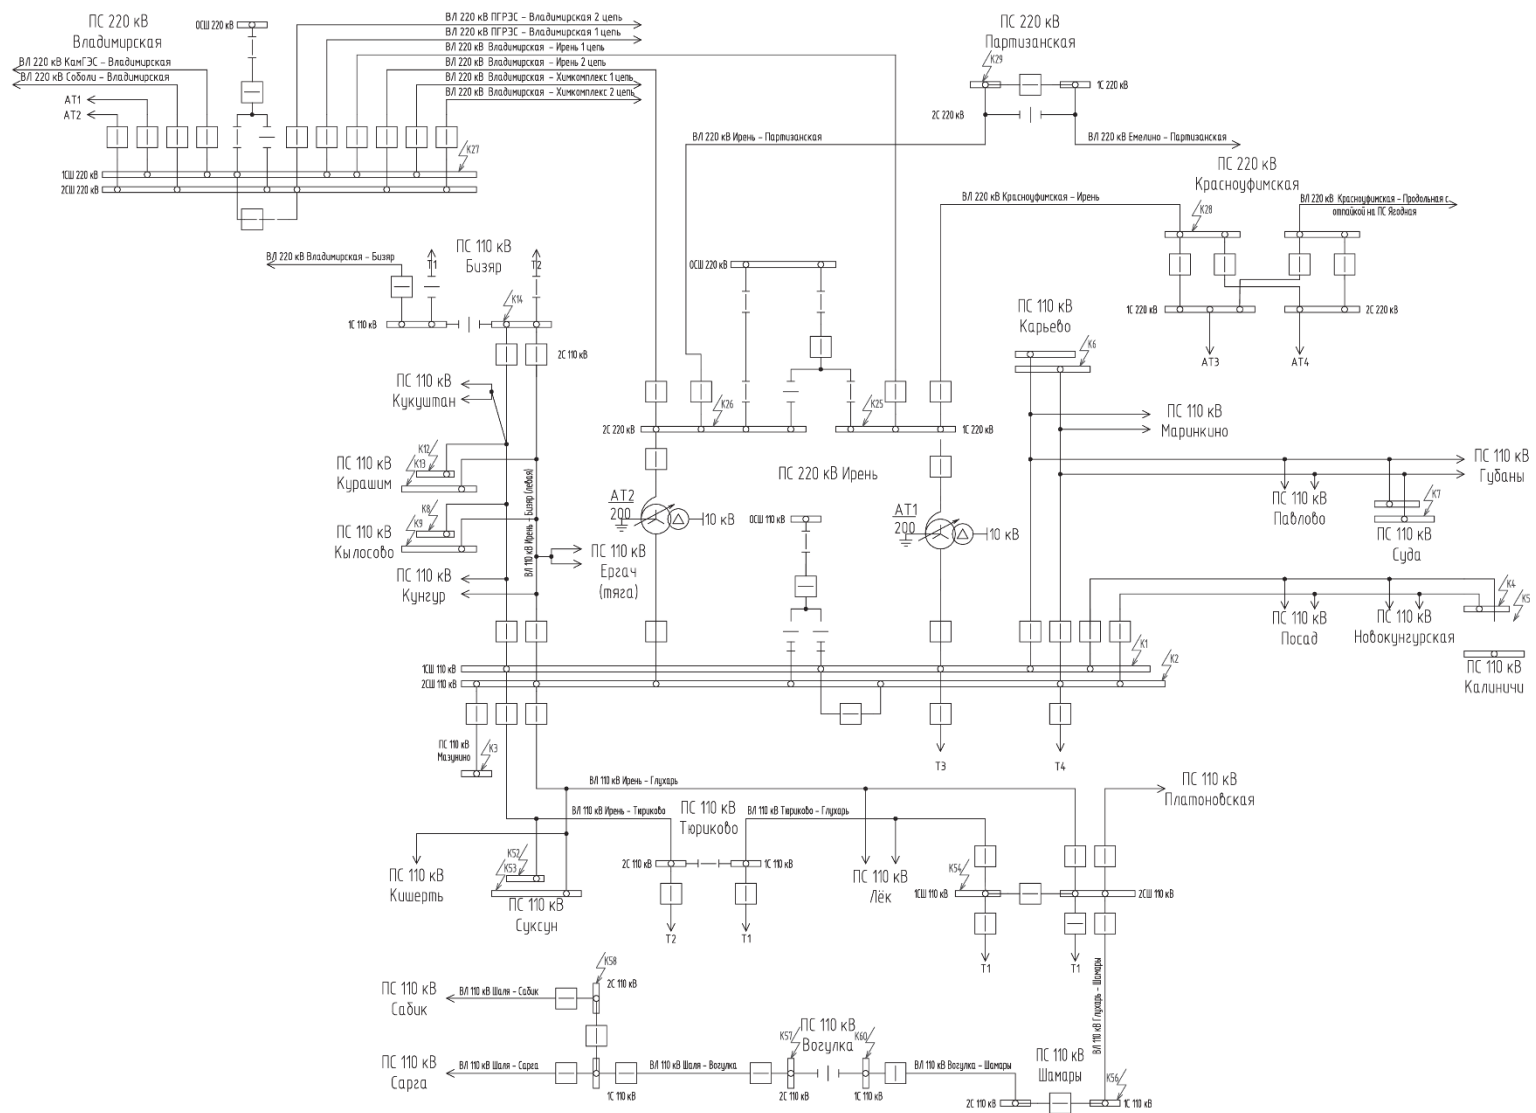 ПС 220 кВ
Владимирская
ОСШ 220 кВ
ВЛ 220 кВ ПГРЭС – Владимирская 2 цепь
ВЛ 220 кВ ПГРЭС – Владимирская 1 цепь
ВЛ 220 кВ Владимирская – Ирень 1 цепь
ВЛ 220 кВ Владимирская – Ирень 2 цепь
ВЛ 220 кВ Владимирская – Химкомплекс 1 цепь
ВЛ 220 кВ Владимирская – Химкомплекс 2 цепь
ВЛ 220 кВ КамГЭС – Владимирская
ВЛ 220 кВ Соболи – Владимирская
АТ1
АТ2
К27
1СШ 220 кВ
2СШ 220 кВ
ПС 220 кВ
Партизанская
К29
1С 220 кВ
2С 220 кВ
ВЛ 220 кВ Ирень – Партизанская
ВЛ 220 кВ Емелино – Партизанская
ПС 220 кВ
Красноуфимская
ВЛ 220 кВ Красноуфимская – Ирень
ВЛ 220 кВ Красноуфимская – Продольная с
отпайкой на ПС Ягодная
К28
1С 220 кВ
2С 220 кВ
АТ3
АТ4
ВЛ 220 кВ Владимирская – Бизяр
ПС 110 кВ
Бизяр
Т1
Т2
К14
1С 110 кВ
2С 110 кВ
ОСШ 220 кВ
ПС 110 кВ
Карьево
К6
ПС 110 кВ
Кукуштан
К26
К25
2С 220 кВ
1С 220 кВ
ПС 110 кВ
Маринкино
ПС 110 кВ
Курашим
К12
К13
ПС 220 кВ Ирень
ПС 110 кВ
Губаны
ПС 110 кВ
Павлово
К7
ПС 110 кВ
Суда
АТ2
200
10 кВ
АТ1
200
10 кВ
ОСШ 110 кВ
К8
К9
ПС 110 кВ
Кылосово
ВЛ 110 кВ Ирень – Бизяр (левая)
ПС 110 кВ
Ергач
(тяга)
ПС 110 кВ
Кунгур
К4
К5
ПС 110 кВ
Посад
ПС 110 кВ
Новокунгурская
ПС 110 кВ
Калиничи
К1
К2
1СШ 110 кВ
2СШ 110 кВ
ПС 110 кВ
Мазунино
К3
Т3
Т4
ВЛ 110 кВ Ирень – Глухарь
ПС 110 кВ
Платоновская
ВЛ 110 кВ Ирень – Тюриково
ПС 110 кВ
Тюриково
ВЛ 110 кВ Тюриково – Глухарь
2С 110 кВ
1С 110 кВ
Т2
Т1
ПС 110 кВ
Кишерть
К52
К53
ПС 110 кВ
Суксун
ПС 110 кВ
Лёк
К54
1СШ 110 кВ
2СШ 110 кВ
Т1
Т1
ВЛ 110 кВ Глухарь – Шамары
К58
2С 110 кВ
ПС 110 кВ
Сабик
ВЛ 110 кВ Шаля – Сабик
ПС 110 кВ
Сарга
ВЛ 110 кВ Шаля – Сарга
1С 110 кВ
ВЛ 110 кВ Шаля – Вогулка
К57
ПС 110 кВ
Вогулка
К60
2С 110 кВ
1С 110 кВ
ВЛ 110 кВ Вогулка – Шамары
ПС 110 кВ
Шамары
К56
2С 110 кВ
1С 110 кВ